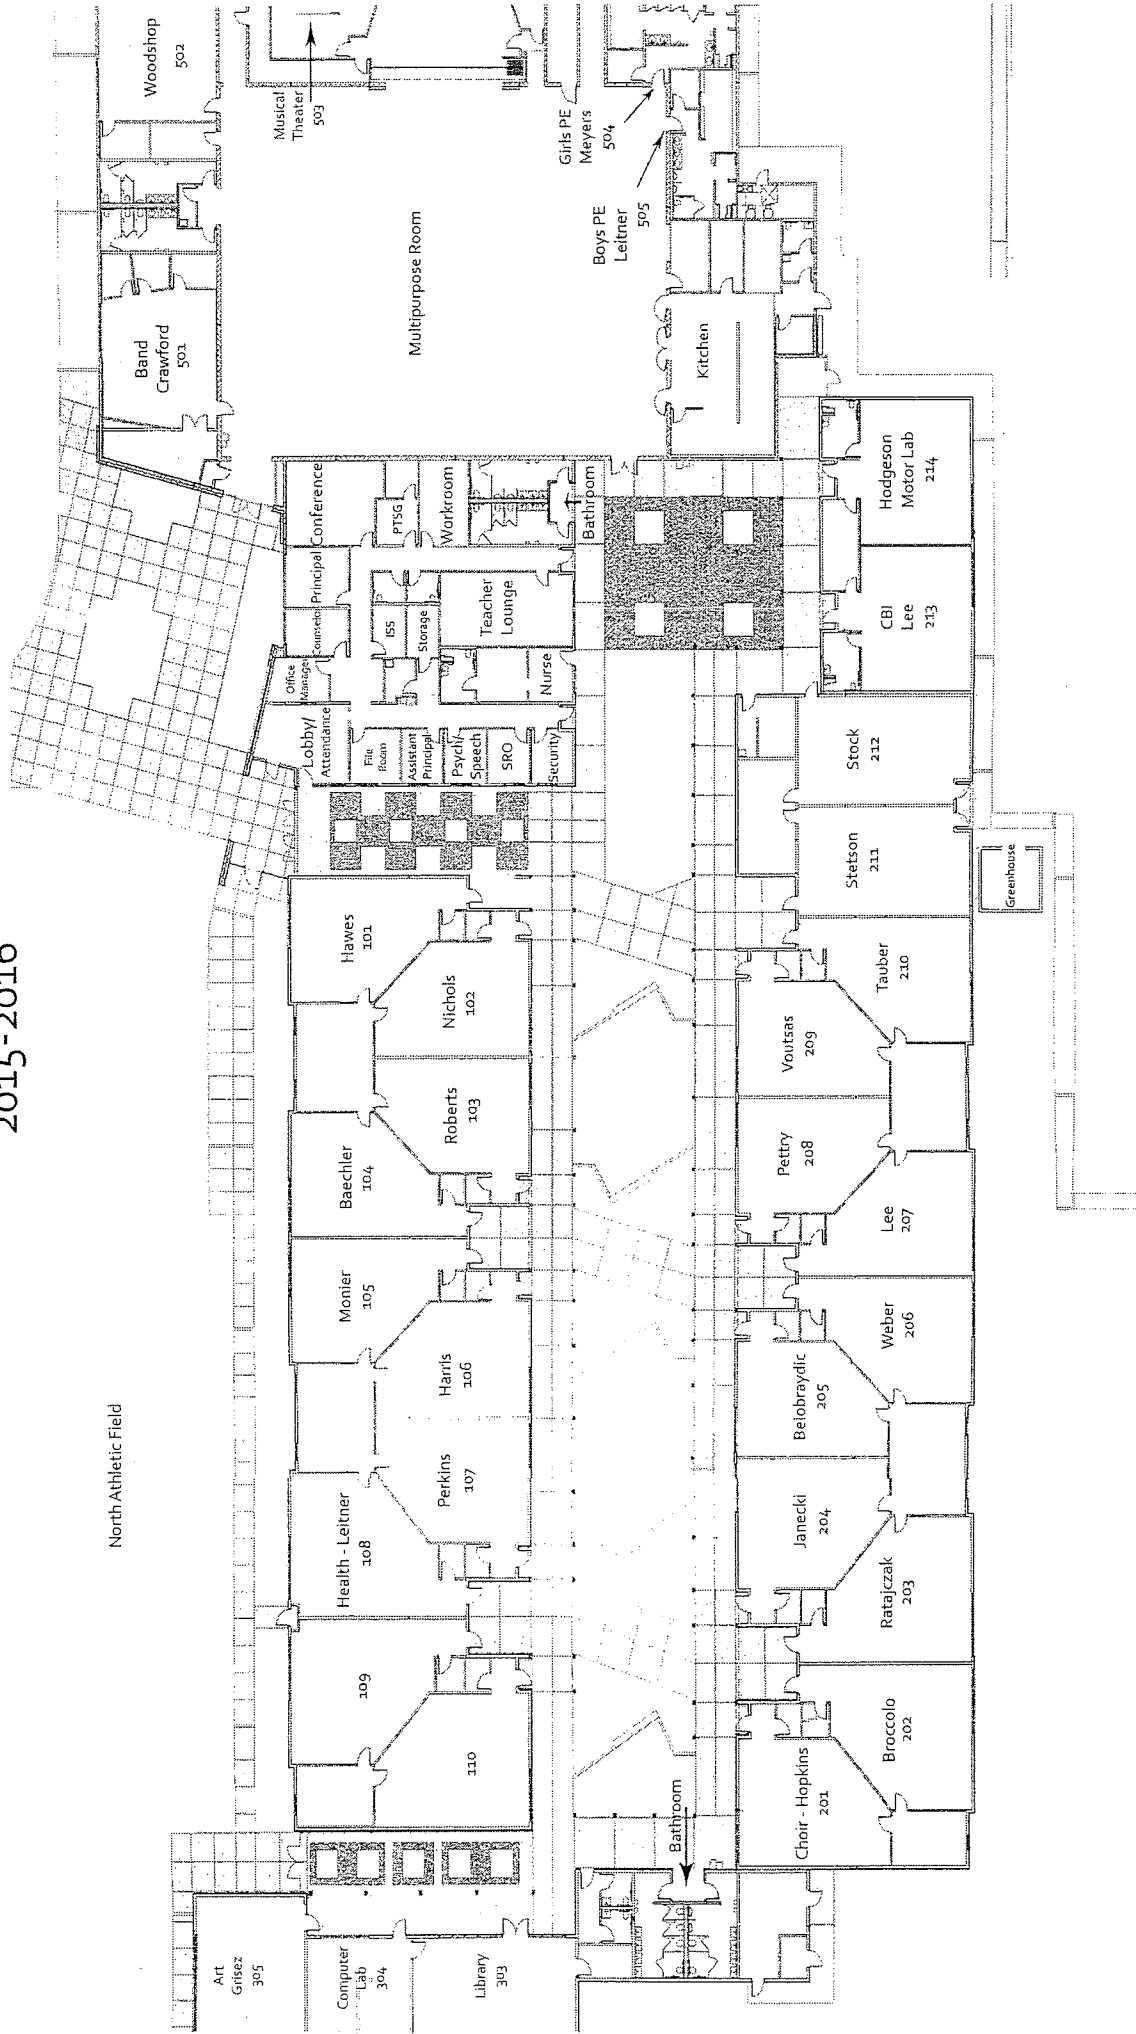 2015-2016
North Athletic Field
Woodshop
502
Musical
Theater
503
Girls PE
Meyers
504
Boys PE
Leitner
505
Band
Crawford
501
Multipurpose Room
Kitchen
Conference
PTSG
Workroom
Bathroom
Principal
Counselor
ISS
Storage
Teacher
Lounge
Office
Manager
Nurse
Lobby/
Attendance
File
Room
Assistant
Principal
Psych/
Speech
SRO
Security
Hodgeson
Motor Lab
214
CBI
Lee
213
Stock
212
Stetson
211
Greenhouse
Hawes
101
Nichols
102
Roberts
103
Baechler
104
Monier
105
Harris
106
Perkins
107
Health - Leitner
108
109
110
Tauber
210
Voutsas
209
Pettry
208
Lee
207
Weber
206
Belobraydic
205
Janecki
204
Ratajczak
203
Broccolo
202
Choir - Hopkins
201
Bathroom
Art
Grisez
305
Computer
Lab
304
Library
303